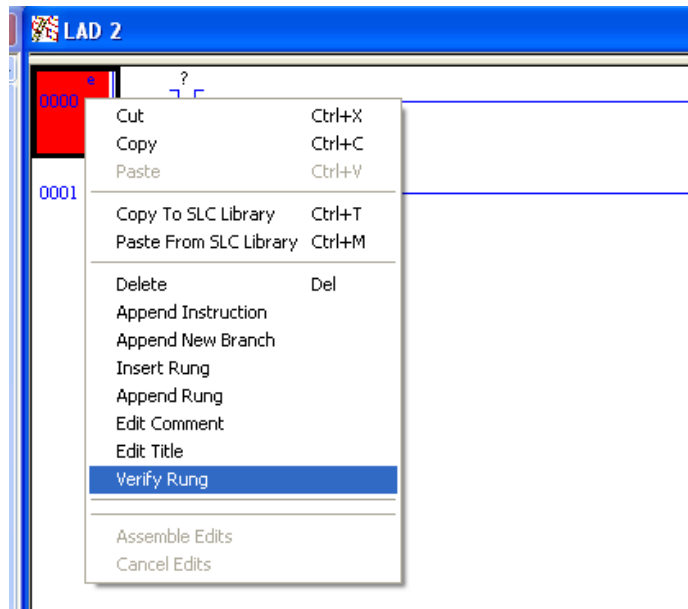 LAD 2
e
?
0000
Cut Ctrl+X
Copy Ctrl+C
Paste Ctrl+V
0001
Copy To SLC Library Ctrl+T
Paste From SLC Library Ctrl+M
Delete Del
Append Instruction
Append New Branch
Insert Rung
Append Rung
Edit Comment
Edit Title
Verify Rung
Assemble Edits
Cancel Edits